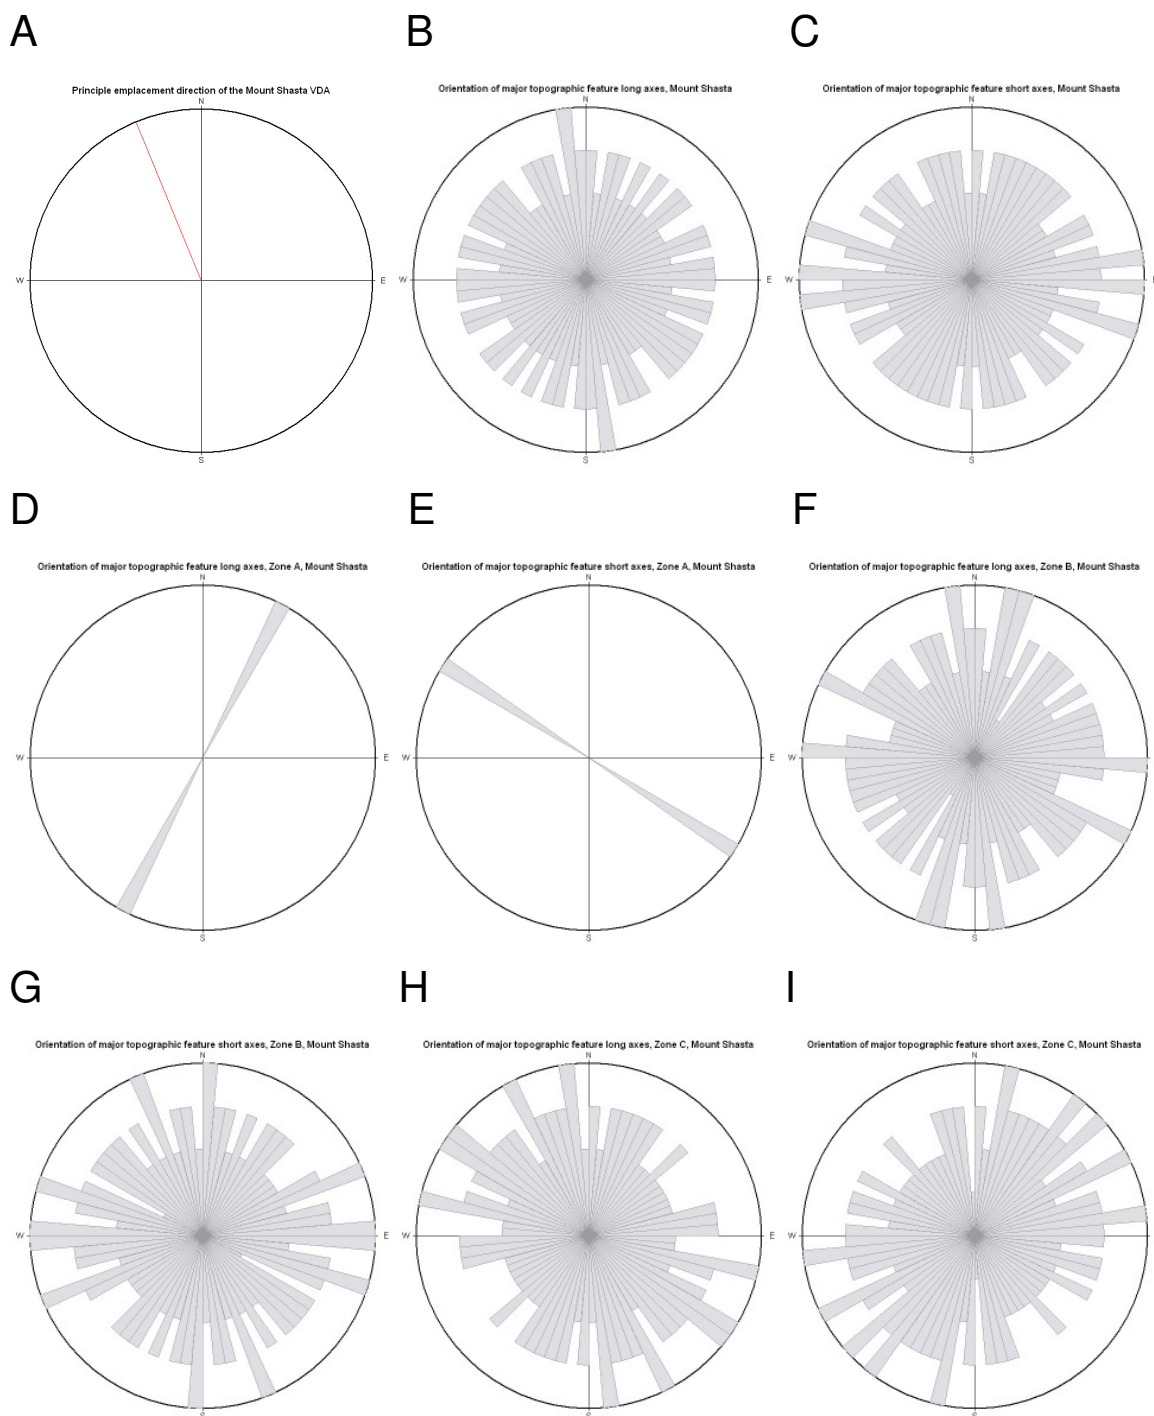 A
B
C
Principle emplacement direction of the Mount Shasta VDA
Orientation of major topographic feature long axes, Mount Shasta
Orientation of major topographic feature short axes, Mount Shasta
N
N
N
W
E
W
E
W
E
S
S
S
D
E
F
Orientation of major topographic feature long axes, Zone A, Mount Shasta
Orientation of major topographic feature short axes, Zone A, Mount Shasta
Orientation of major topographic feature long axes, Zone B, Mount Shasta
N
N
N
W
E
W
E
W
S
S
S
G
H
I
Orientation of major topographic feature short axes, Zone B, Mount Shasta
Orientation of major topographic feature long axes, Zone C, Mount Shasta
Orientation of major topographic feature short axes, Zone C, Mount Shasta
N
N
N
W
E
W
E
W